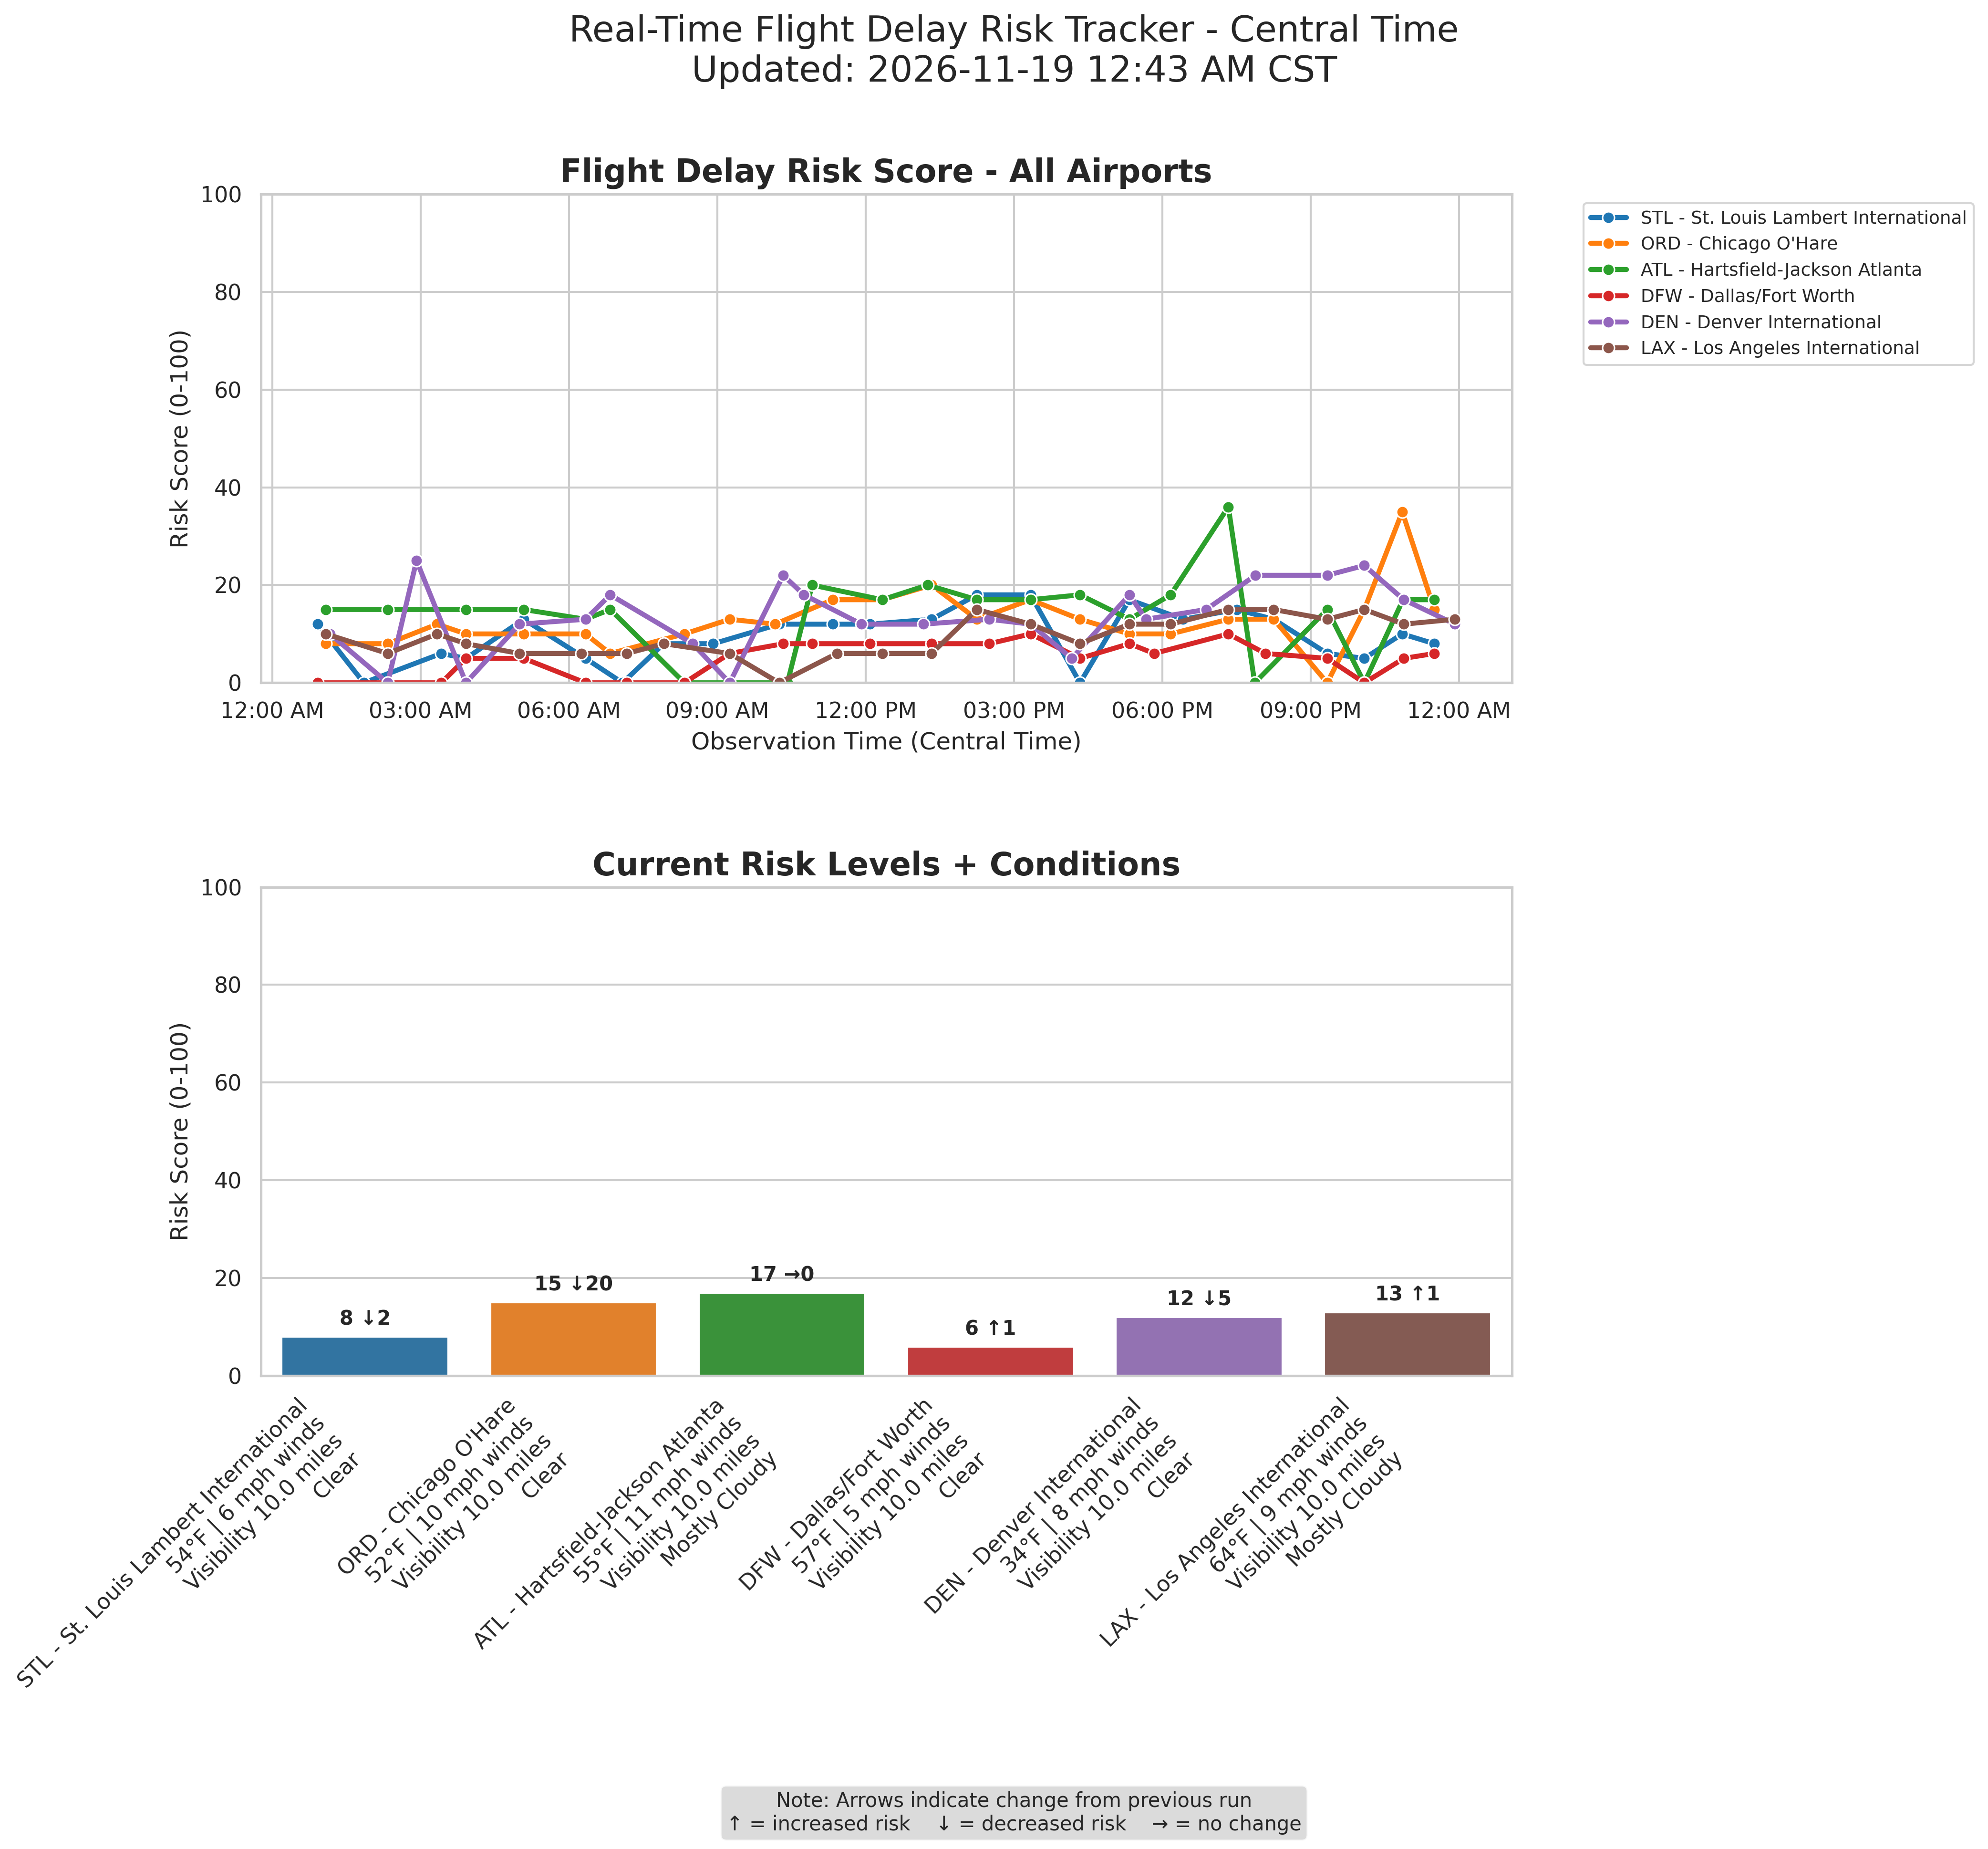 Real-Time Flight Delay Risk Tracker - Central Time
Updated: 2026-11-19 12:43 AM CST
Flight Delay Risk Score - All Airports
100
80
60
40
20
0
Risk Score (0-100)
12:00 AM
03:00 AM
06:00 AM
09:00 AM
12:00 PM
03:00 PM
06:00 PM
09:00 PM
12:00 AM
Observation Time (Central Time)
STL - St. Louis Lambert International
ORD - Chicago O'Hare
ATL - Hartsfield-Jackson Atlanta
DFW - Dallas/Fort Worth
DEN - Denver International
LAX - Los Angeles International
Current Risk Levels + Conditions
100
80
60
40
20
0
Risk Score (0-100)
8 ↓2
15 ↓20
17 →0
6 ↑1
12 ↓5
13 ↑1
STL - St. Louis Lambert International
54°F | 6 mph winds
Visibility 10.0 miles
Clear
ORD - Chicago O'Hare
52°F | 10 mph winds
Visibility 10.0 miles
Clear
ATL - Hartsfield-Jackson Atlanta
55°F | 11 mph winds
Visibility 10.0 miles
Mostly Cloudy
DFW - Dallas/Fort Worth
57°F | 5 mph winds
Visibility 10.0 miles
Clear
DEN - Denver International
34°F | 8 mph winds
Visibility 10.0 miles
Clear
LAX - Los Angeles International
64°F | 9 mph winds
Visibility 10.0 miles
Mostly Cloudy
Note: Arrows indicate change from previous run
↑ = increased risk    ↓ = decreased risk    → = no change